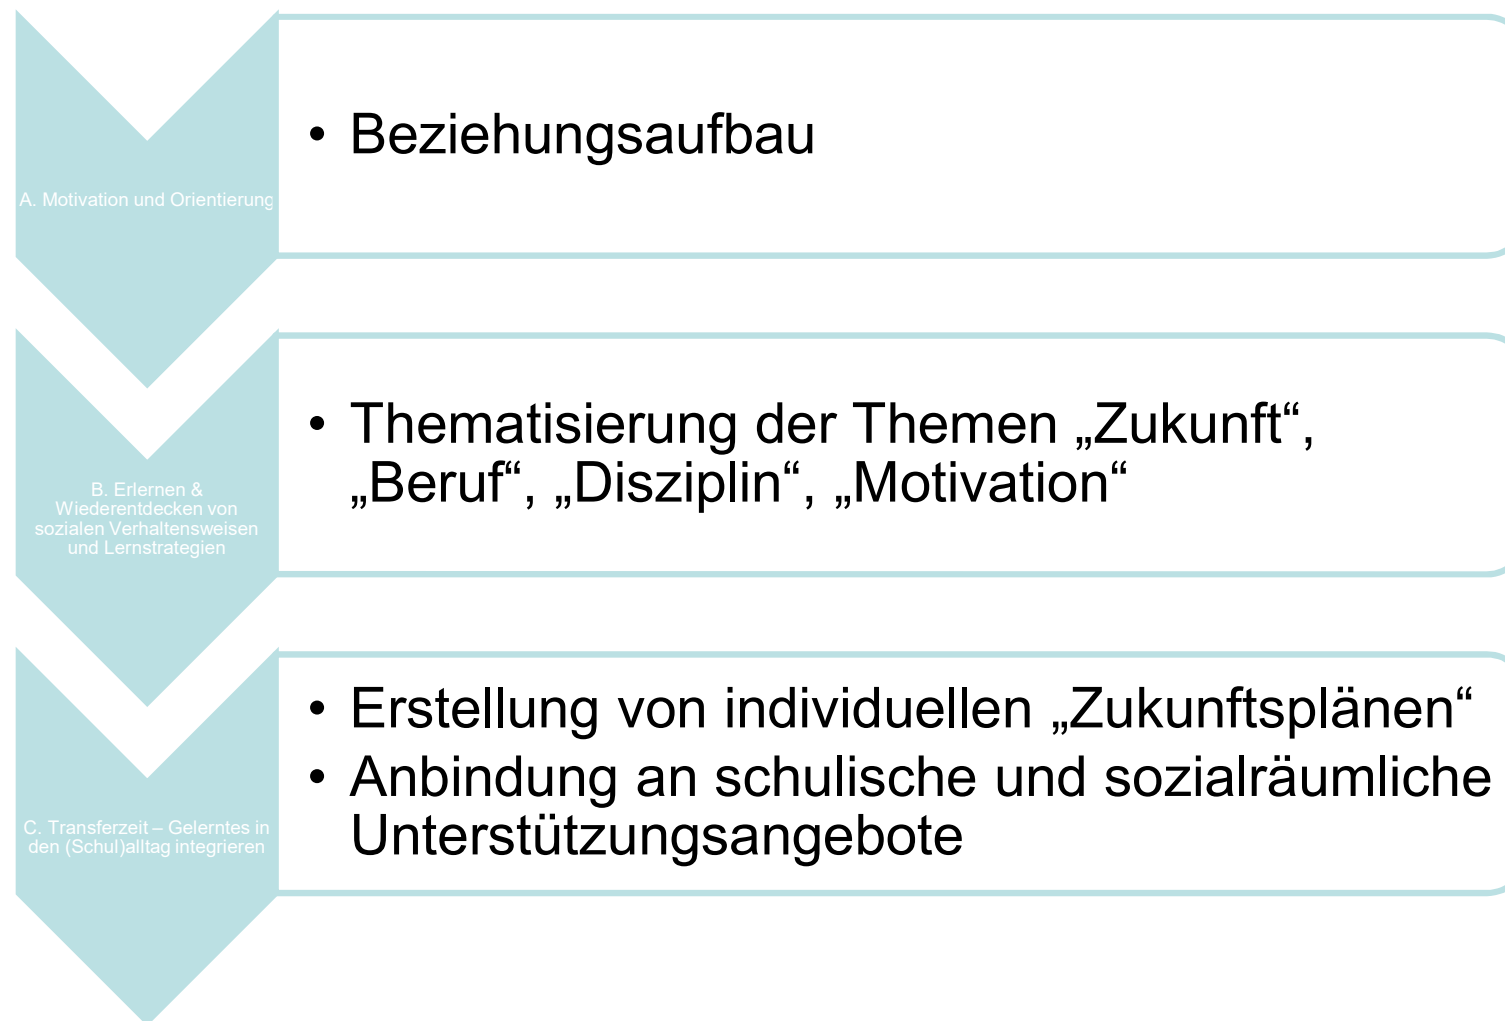 A. Motivation und Orientierung
• Beziehungsaufbau
B. Erlernen &
Wiederentdecken von
sozialen Verhaltensweisen
und Lernstrategien
• Thematisierung der Themen „Zukunft“,
„Beruf“, „Disziplin“, „Motivation“
C. Transferzeit – Gelerntes in
den (Schul)alltag integrieren
• Erstellung von individuellen „Zukunftsplänen“
• Anbindung an schulische und sozialräumliche
Unterstützungsangebote